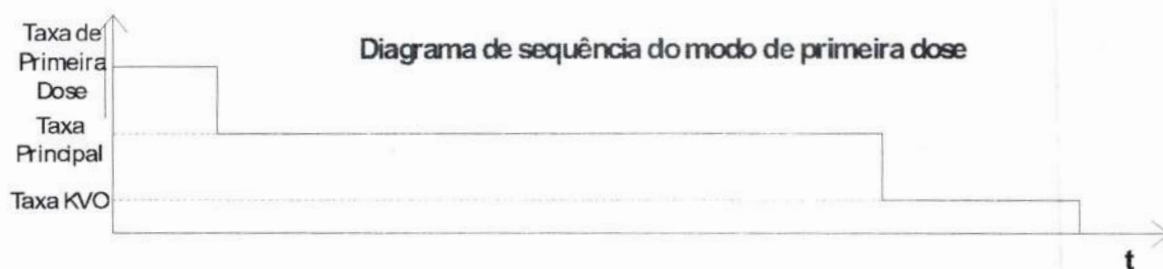 Taxa de
Primeira
Dose
Diagrama de sequência do modo de primeira dose
Taxa
Principal
Taxa KVO
t